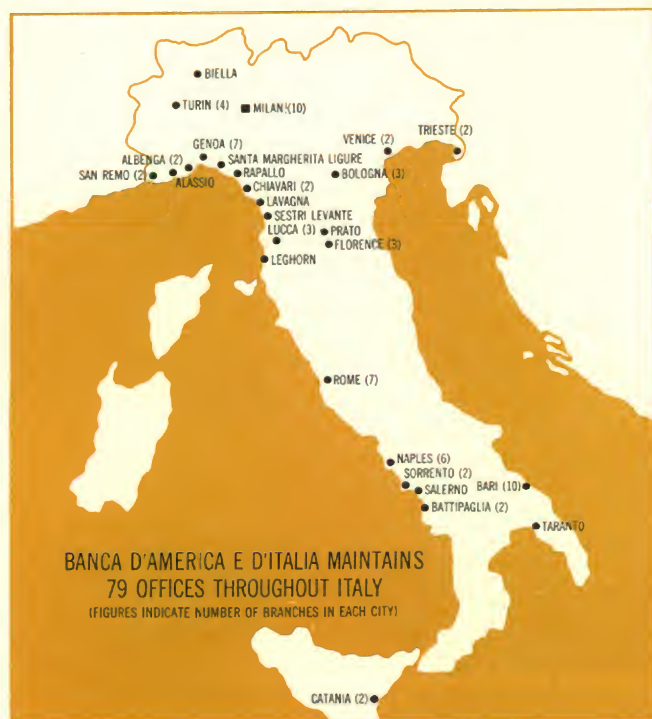 BIELLA
TURIN (4)
MILAN (10)
GENOA (7)
VENICE (2)
TRIESTE (2)
ALBENGA (2)
SANTA MARGHERITA LIGURE
SAN REMO (2)
ALASSIO
RAPALLO
BOLOGNA (3)
CHIAVARI (2)
LAVAGNA
SESTRI LEVANTE
LUCCA (3)
PRATO
FLORENCE (3)
LEGHORN
ROME (7)
NAPLES (6)
SORRENTO (2)
SALERNO
BARI (10)
BATTIPAGLIA (2)
TARANTO
BANCA D'AMERICA E D'ITALIA MAINTAINS
79 OFFICES THROUGHOUT ITALY
(FIGURES INDICATE NUMBER OF BRANCHES IN EACH CITY)
CATANIA (2)